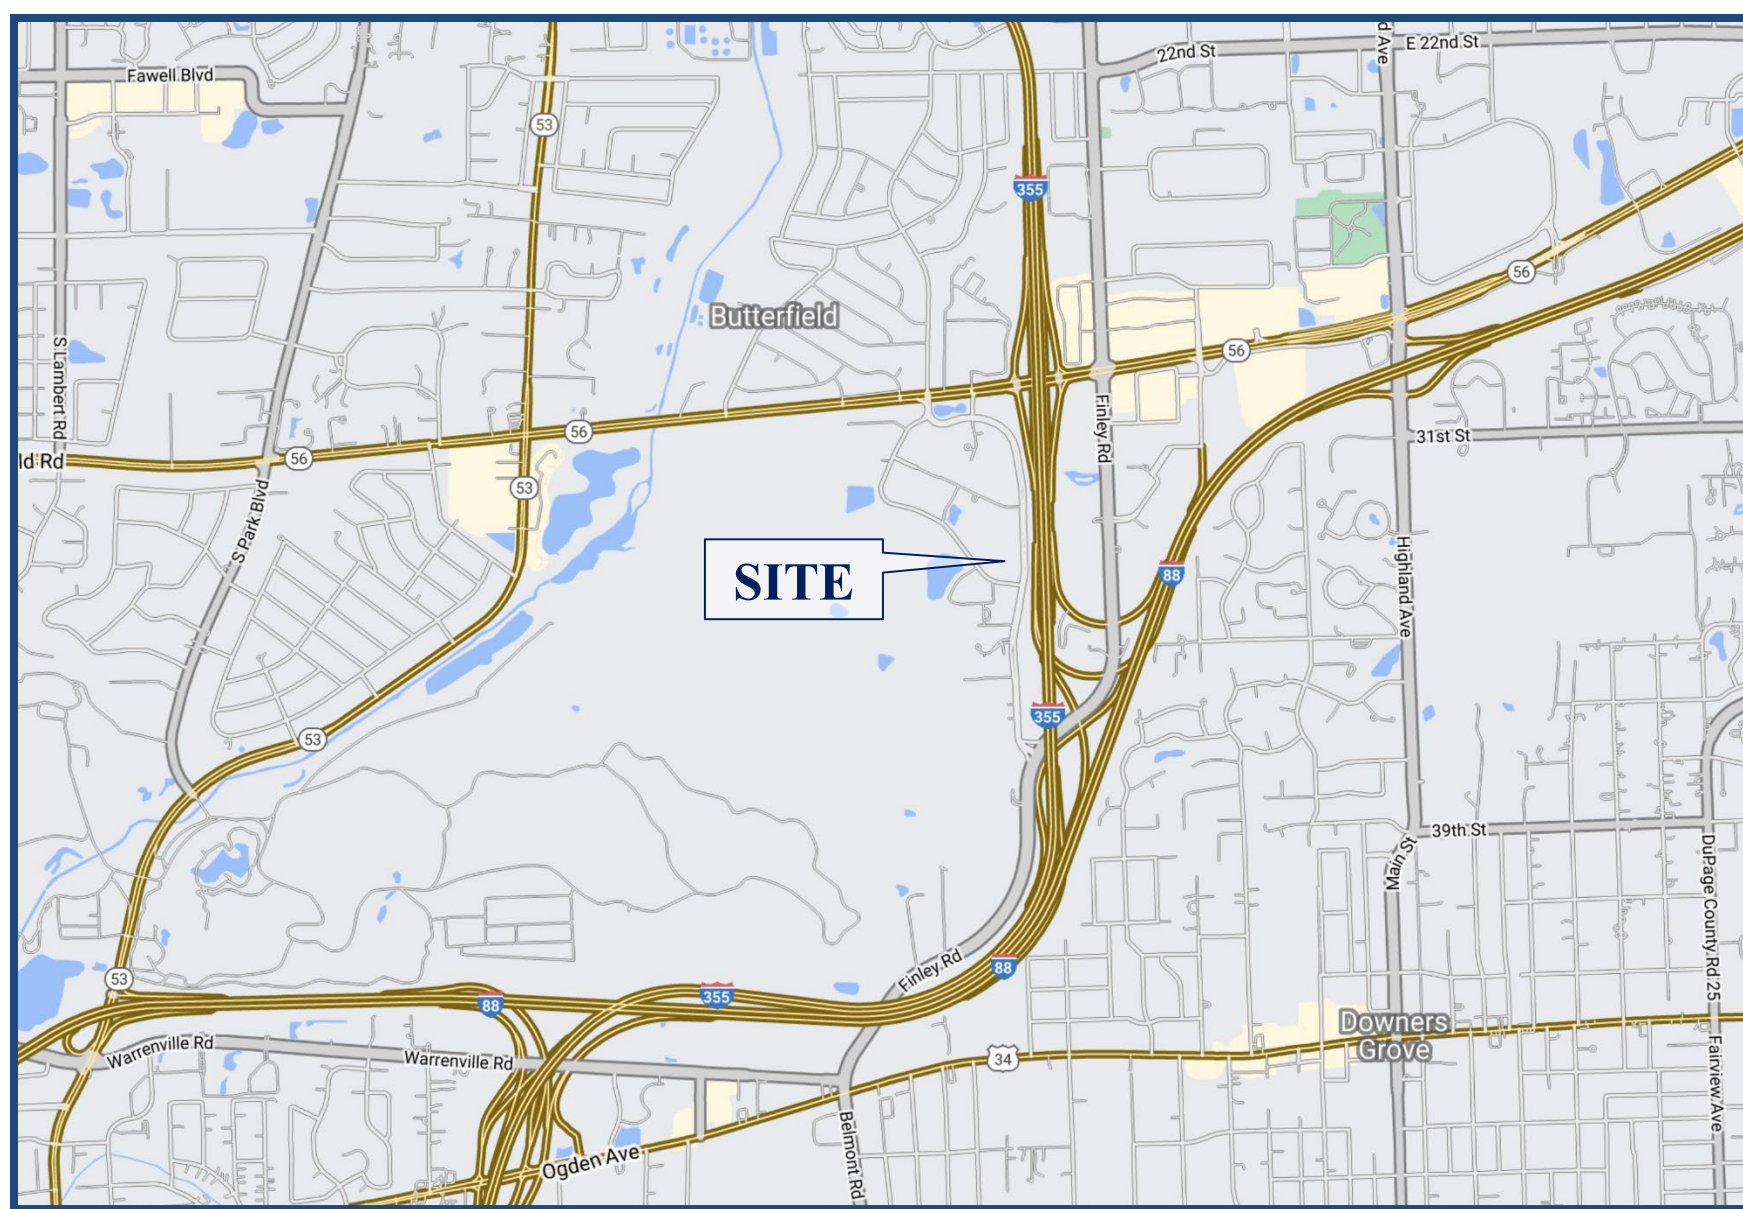 d Ave
E 22nd St
22nd St
Fawell Blvd
53
355
56
Butterfield
S Lambert Rd
56
Finley Rd
56
31st St
56
ld Rd
53
S Park Blvd
SITE
88
Highland Ave
355
53
39th St
Main St
DuPage County Rd 25
Finley Rd
88
53
88
355
Downers
Grove
Warrenville Rd
Warrenville Rd
34
Fairview Ave
Belmont Rd
Ogden Ave